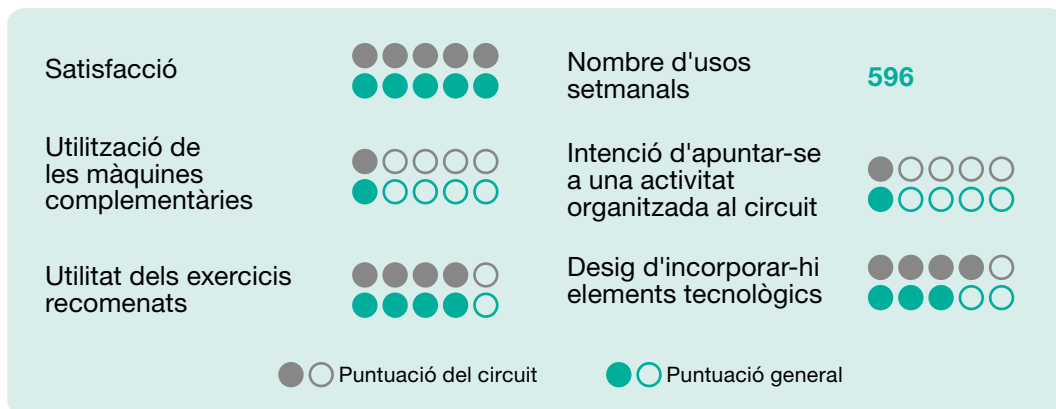 Satisfacció
Nombre d'usos
setmanals
596
Utilització de
les màquines
complementàries
Intenció d'apuntar-se
a una activitat
organitzada al circuit
Utilitat dels exercicis
recomenats
Desig d'incorporar-hi
elements tecnològics
Puntuació del circuit
Puntuació general